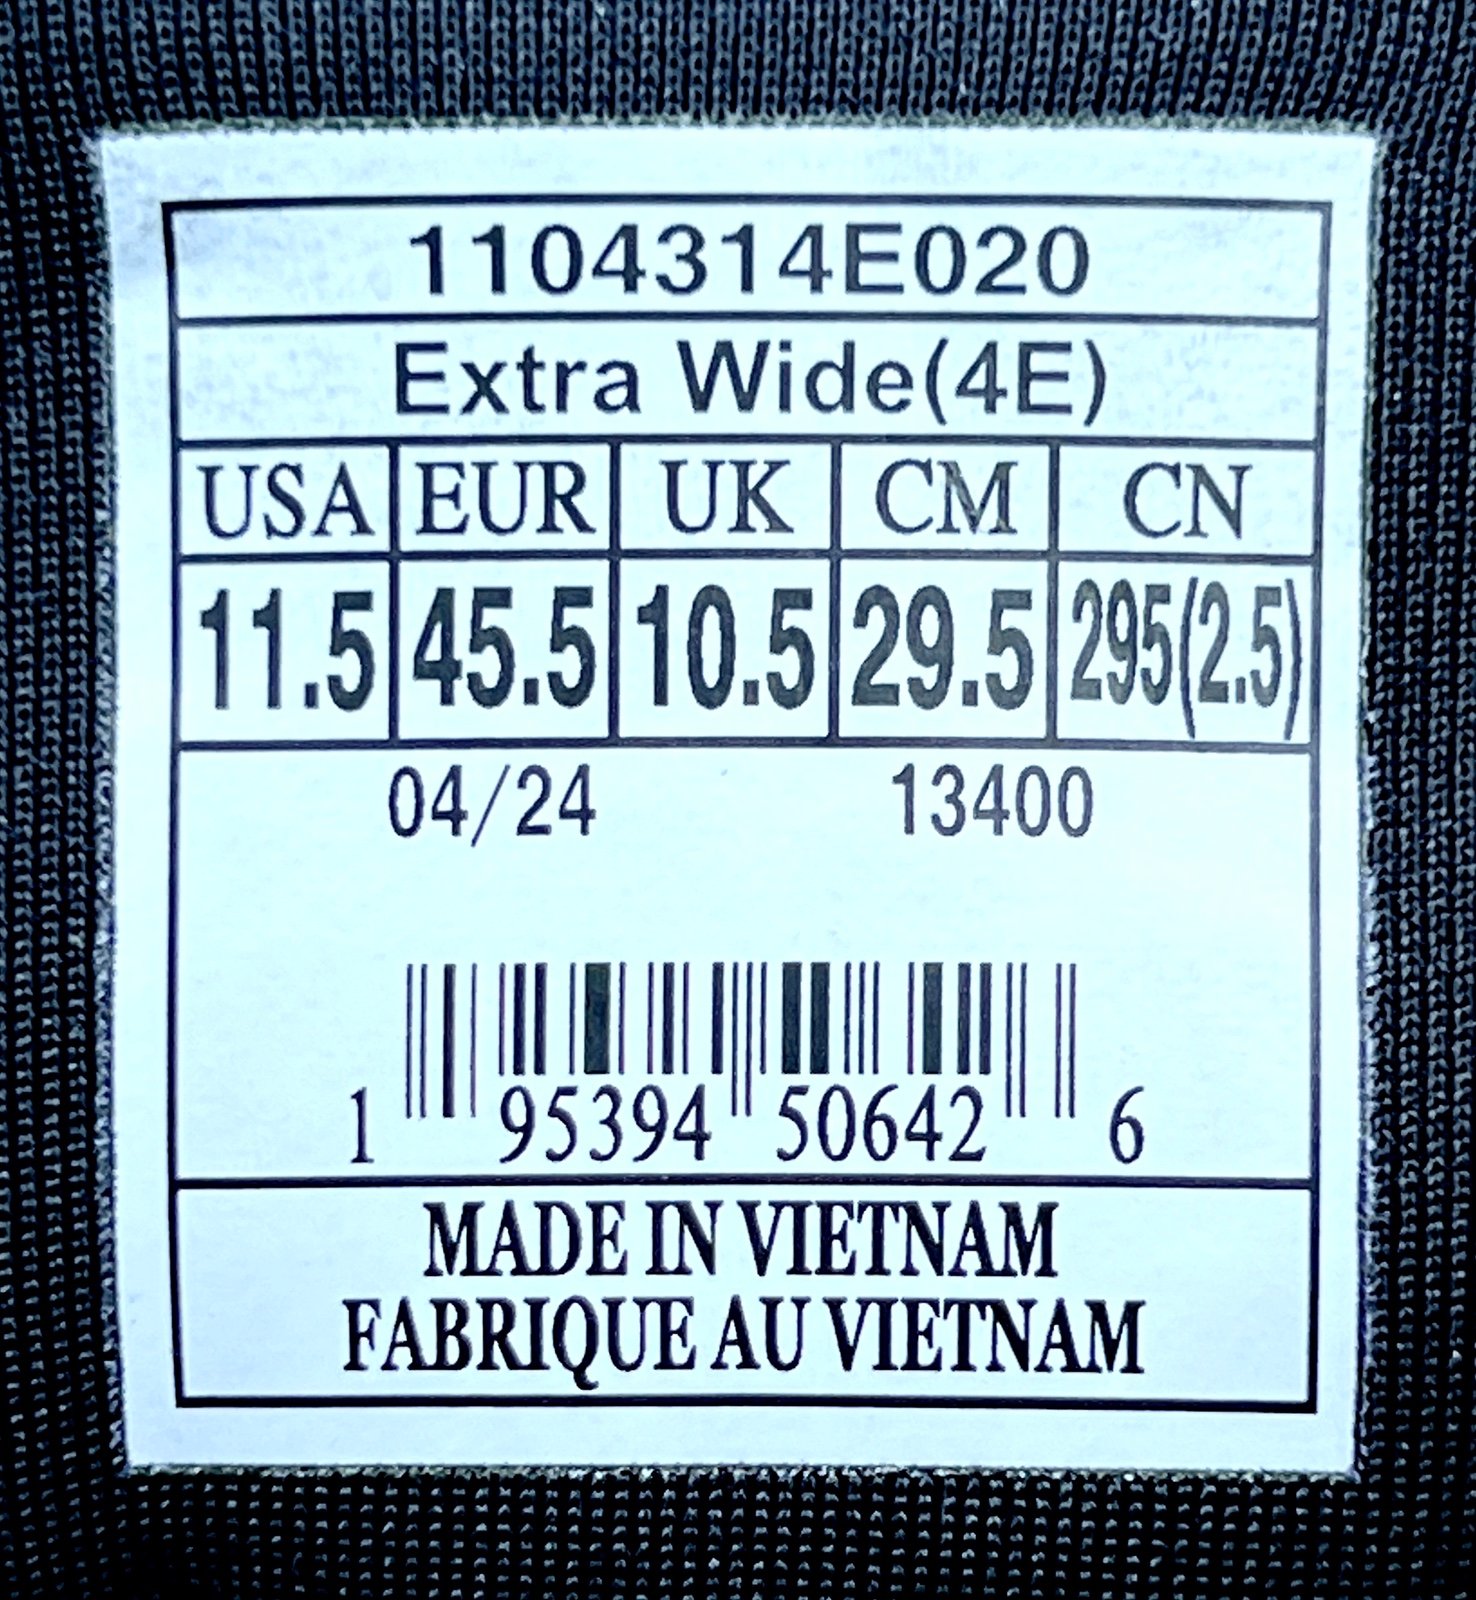 1104314E020
Extra Wide(4E)
USA EUR UK CM CN
11.5 45.5 10.5 29.5 295(2.5)
04/24 13400
1 95394 50642 6
MADE IN VIETNAM
FABRIQUE AU VIETNAM